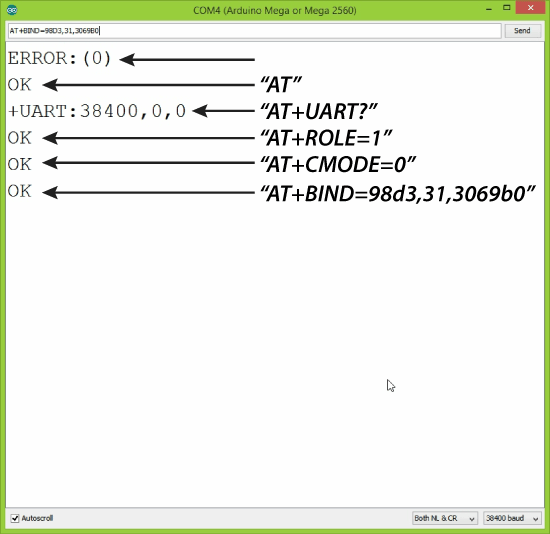 COM4 (Arduino Mega or Mega 2560)
AT+BIND=98D3,31,3069B0
Send
ERROR:(0)
OK "AT"
+UART:38400,0,0 "AT+UART?"
OK "AT+ROLE=1"
OK "AT+CMODE=0"
OK "AT+BIND=98d3,31,3069b0"
Autoscroll
Both NL & CR
38400 baud